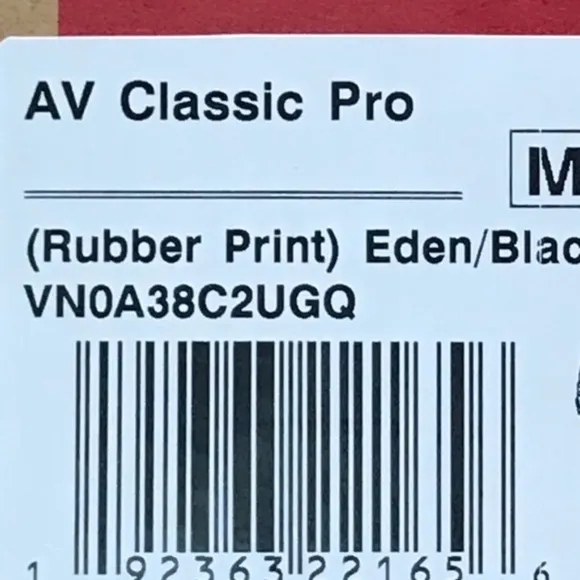 AV Classic Pro
M
(Rubber Print) Eden/Blac
VN0A38C2UGQ
1 92363 22165 6